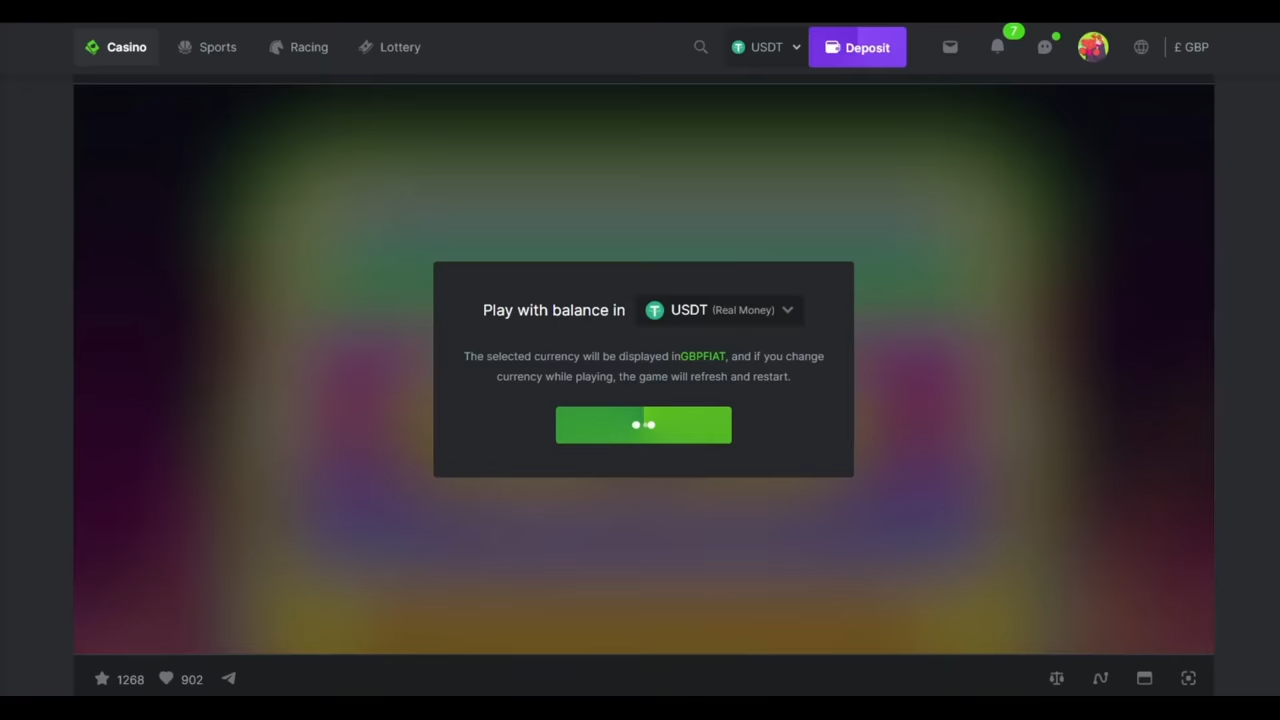 Casino Sports Racing Lottery USDT Deposit 7 £ GBP
Play with balance in USDT (Real Money)
The selected currency will be displayed inGBPFIAT, and if you change
currency while playing, the game will refresh and restart.
1268 902